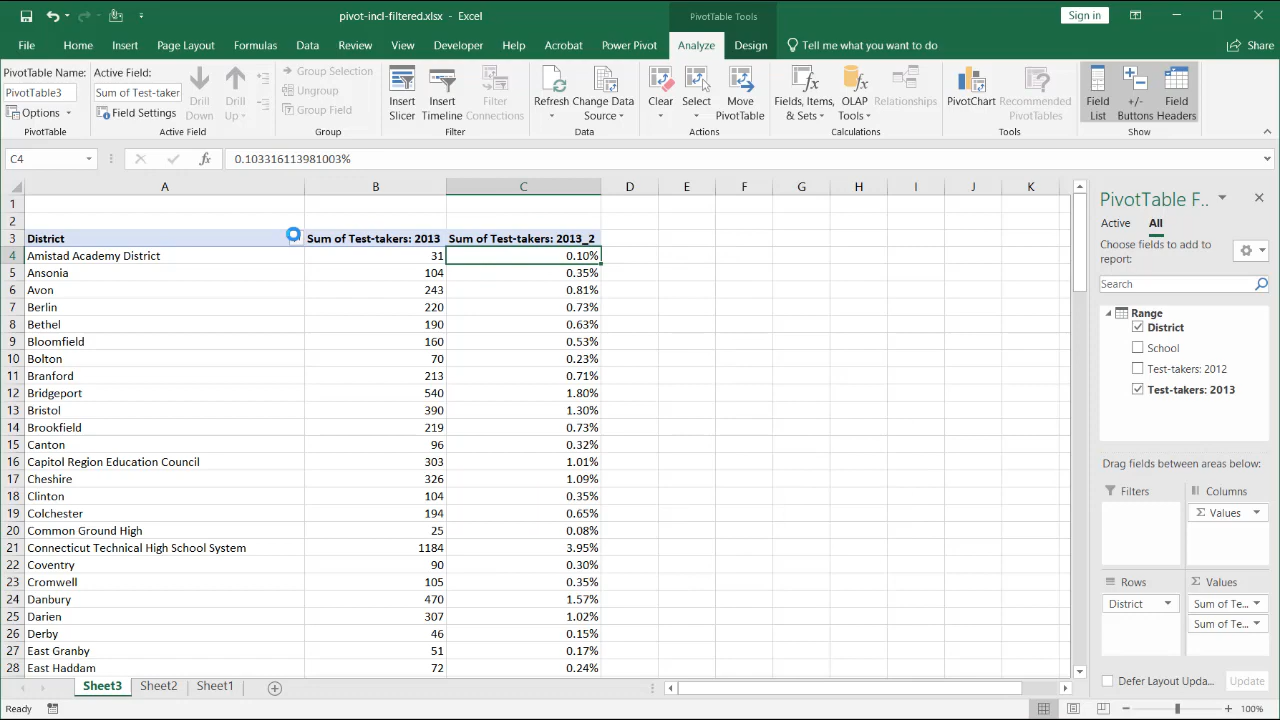 pivot-incl-filtered.xlsx - Excel
PivotTable Tools
Sign in
File Home Insert Page Layout Formulas Data Review View Developer Help Acrobat Power Pivot Analyze Design Tell me what you want to do Share
PivotTable Name:
PivotTable3
Options
PivotTable
Active Field:
Sum of Test-taker
Field Settings
Drill Down
Drill Up
Active Field
Group Selection
Ungroup
Group Field
Group
Insert Slicer
Insert Timeline
Filter Connections
Filter
Refresh
Change Data Source
Data
Clear
Select
Move PivotTable
Actions
Fields, Items, & Sets
OLAP Tools
Relationships
Calculations
PivotChart
Recommended PivotTables
Tools
Field List
+/- Buttons
Field Headers
Show
C4
fx
0.103316113981003%
A B C D E F G H I J K
1
2
3 District Sum of Test-takers: 2013 Sum of Test-takers: 2013_2
4 Amistad Academy District 31 0.10%
5 Ansonia 104 0.35%
6 Avon 243 0.81%
7 Berlin 220 0.73%
8 Bethel 190 0.63%
9 Bloomfield 160 0.53%
10 Bolton 70 0.23%
11 Branford 213 0.71%
12 Bridgeport 540 1.80%
13 Bristol 390 1.30%
14 Brookfield 219 0.73%
15 Canton 96 0.32%
16 Capitol Region Education Council 303 1.01%
17 Cheshire 326 1.09%
18 Clinton 104 0.35%
19 Colchester 194 0.65%
20 Common Ground High 25 0.08%
21 Connecticut Technical High School System 1184 3.95%
22 Coventry 90 0.30%
23 Cromwell 105 0.35%
24 Danbury 470 1.57%
25 Darien 307 1.02%
26 Derby 46 0.15%
27 East Granby 51 0.17%
28 East Haddam 72 0.24%
PivotTable F..
Active All
Choose fields to add to report:
Search
Range
District
School
Test-takers: 2012
Test-takers: 2013
Drag fields between areas below:
Filters
Columns
Σ Values
Rows
District
Σ Values
Sum of Te...
Sum of Te...
Defer Layout Upda...
Update
Sheet3 Sheet2 Sheet1
Ready
100%